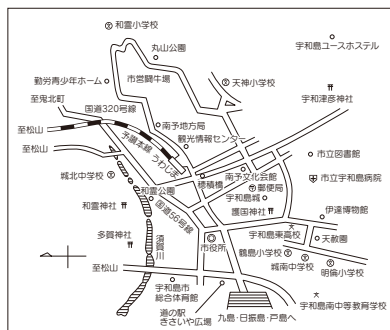 和霊小学校
丸山公園
宇和島ユースホステル
勤労青少年ホーム
市営闘牛場
天神小学校
至鬼北町
国道320号線
宇和津彦神社
南予地方局
観光情報センター
至松山
予讃本線
うわじま
至松山
市立図書館
城北中学校
南予文化会館
穂積橋
郵便局
市立宇和島病院
和霊公園
宇和島城
和霊神社
国道56号線
護国神社
伊達博物館
多賀神社
須賀川
市役所
宇和島東高校
天赦園
鶴島小学校
城南中学校
明倫小学校
至松山
宇和島市
総合体育館
宇和島南中等教育学校
道の駅
きさいや広場
九島・日振島・戸島へ